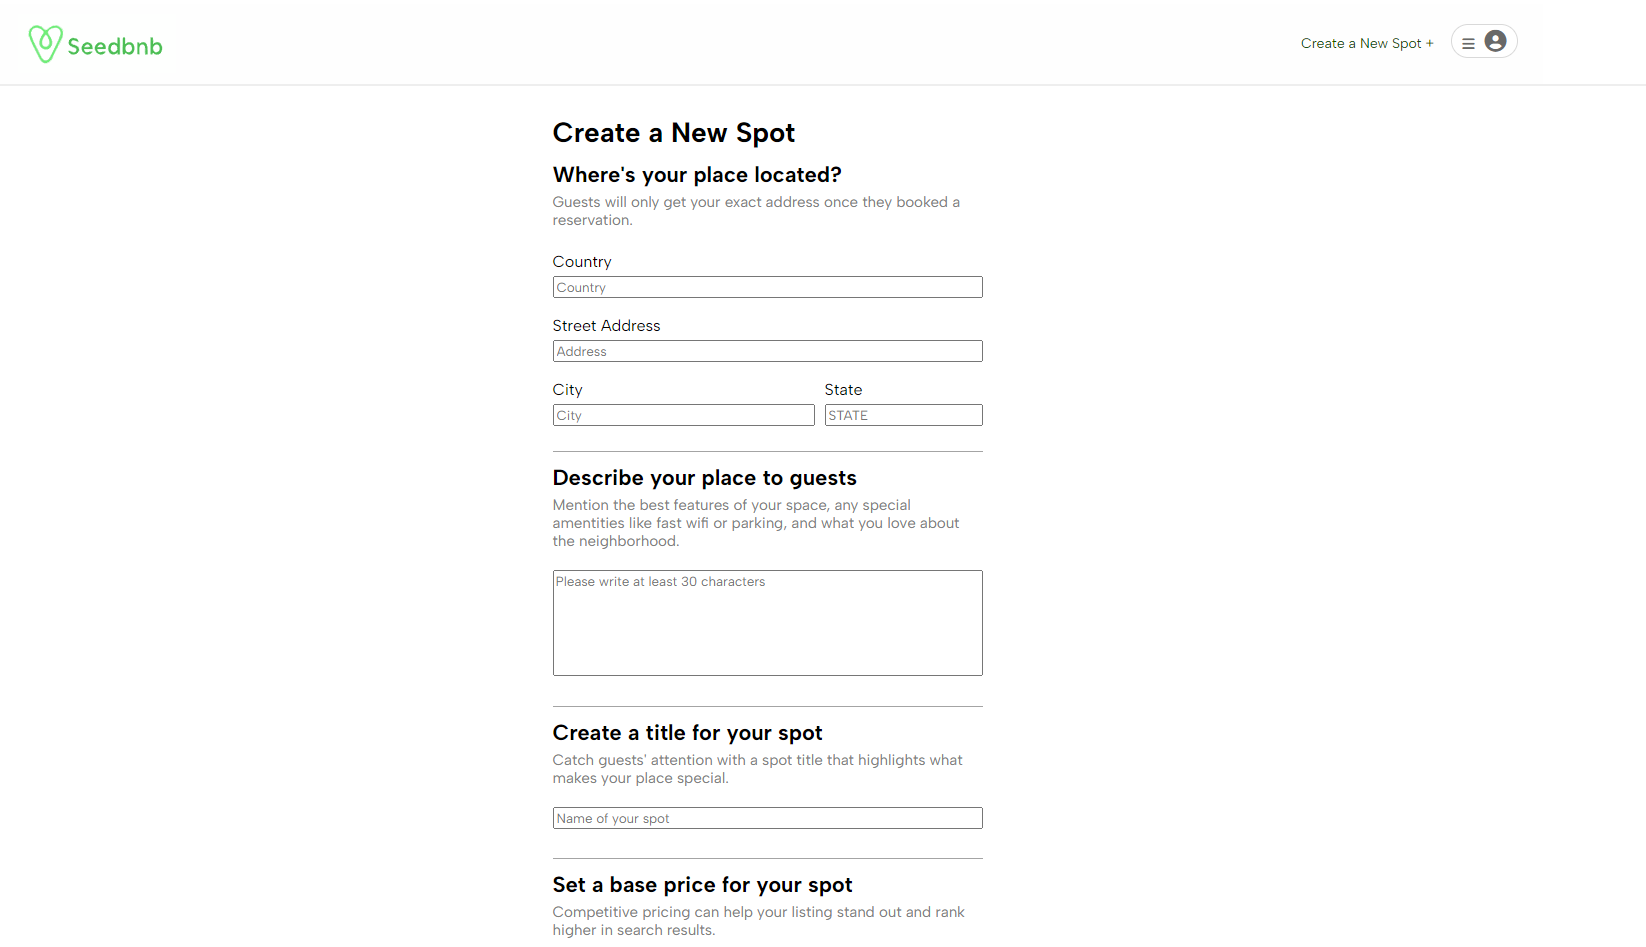 Seedbnb
Create a New Spot +
Create a New Spot
Where's your place located?
Guests will only get your exact address once they booked a
reservation.
Country
Country
Street Address
Address
City State
City STATE
Describe your place to guests
Mention the best features of your space, any special
amentities like fast wifi or parking, and what you love about
the neighborhood.
Please write at least 30 characters
Create a title for your spot
Catch guests' attention with a spot title that highlights what
makes your place special.
Name of your spot
Set a base price for your spot
Competitive pricing can help your listing stand out and rank
higher in search results.